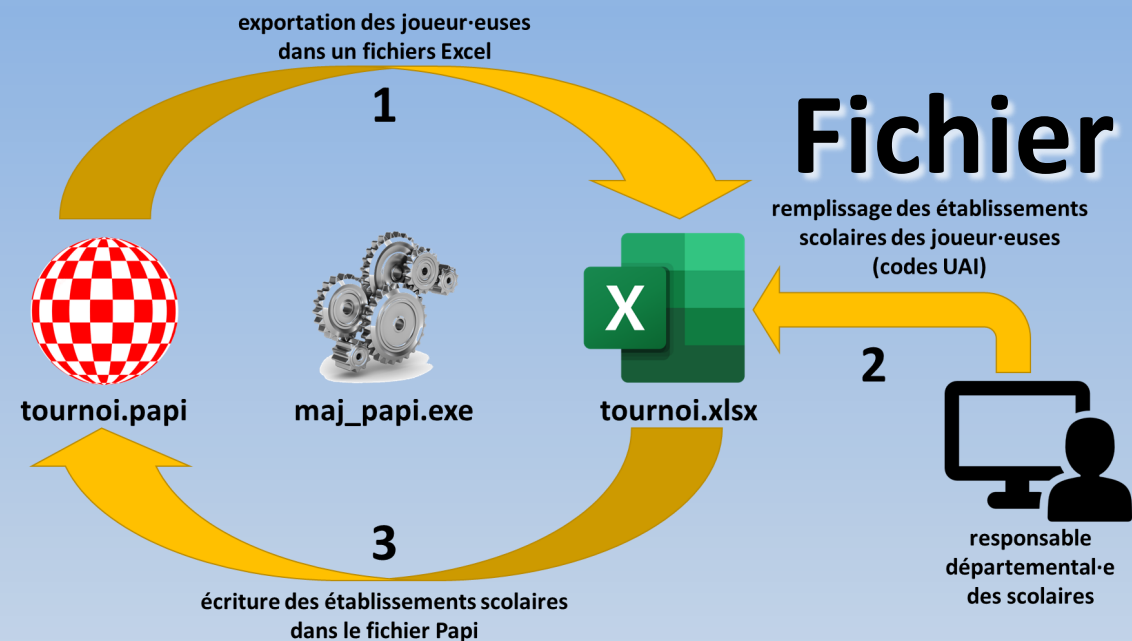 exportation des joueur·euses
dans un fichiers Excel
1
Fichier
remplissage des établissements
scolaires des joueur·euses
(codes UAI)
X
2
tournoi.papi
maj_papi.exe
tournoi.xlsx
3
responsable
départemental·e
des scolaires
écriture des établissements scolaires
dans le fichier Papi